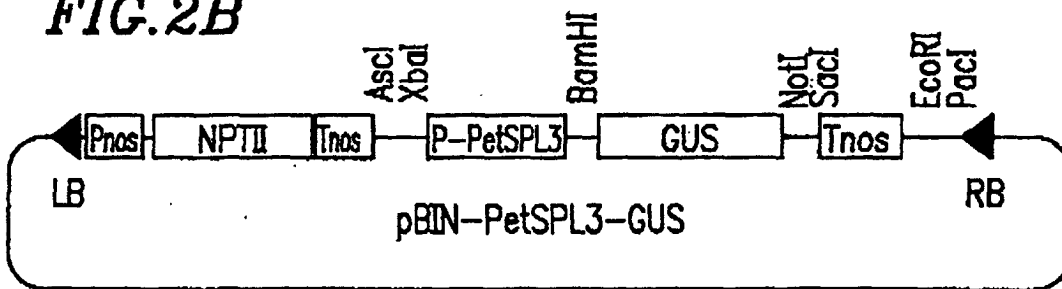 FIG.2B
AscI
XbaI
BamHI
NotI
SacI
EcoRI
PacI
Pnos
NPTII
Tnos
P-PetSPL3
GUS
Tnos
LB
RB
pBIN-PetSPL3-GUS